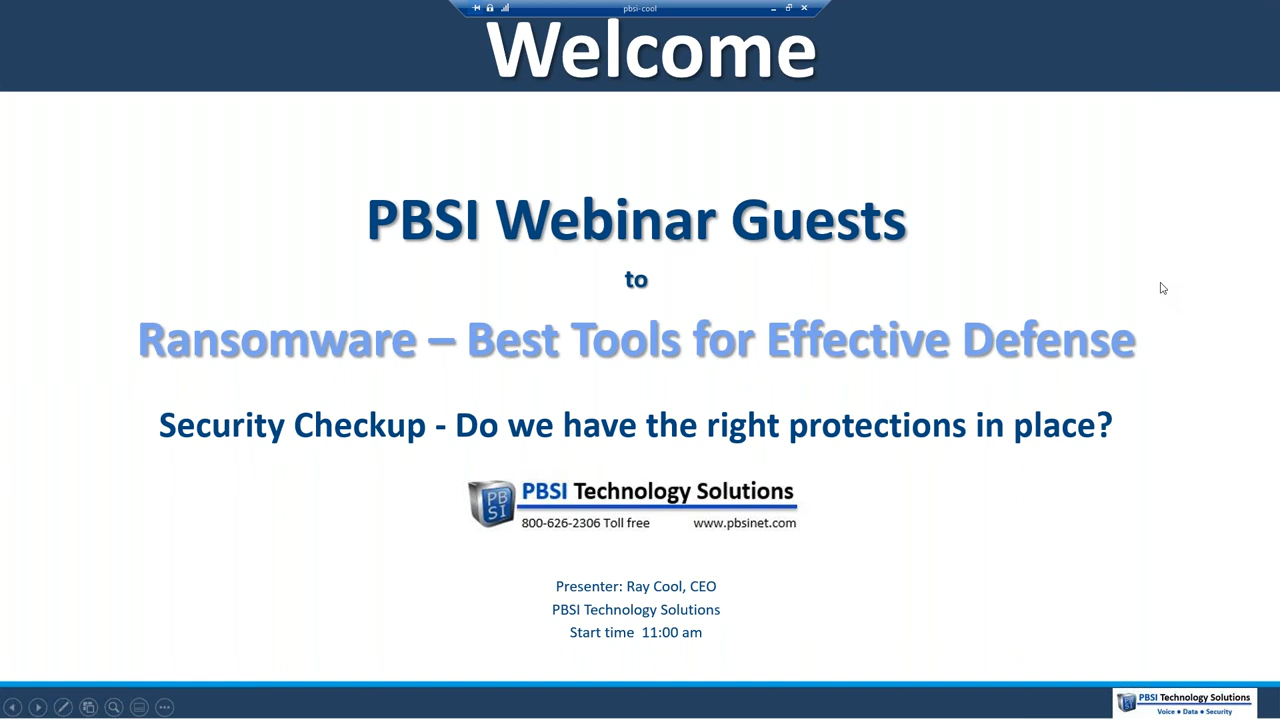 pbsi-cool
Welcome
PBSI Webinar Guests
to
Ransomware – Best Tools for Effective Defense
Security Checkup - Do we have the right protections in place?
PB
SI
PBSI Technology Solutions
800-626-2306 Toll free www.pbsinet.com
Presenter: Ray Cool, CEO
PBSI Technology Solutions
Start time 11:00 am
PBSI Technology Solutions
Voice • Data • Security